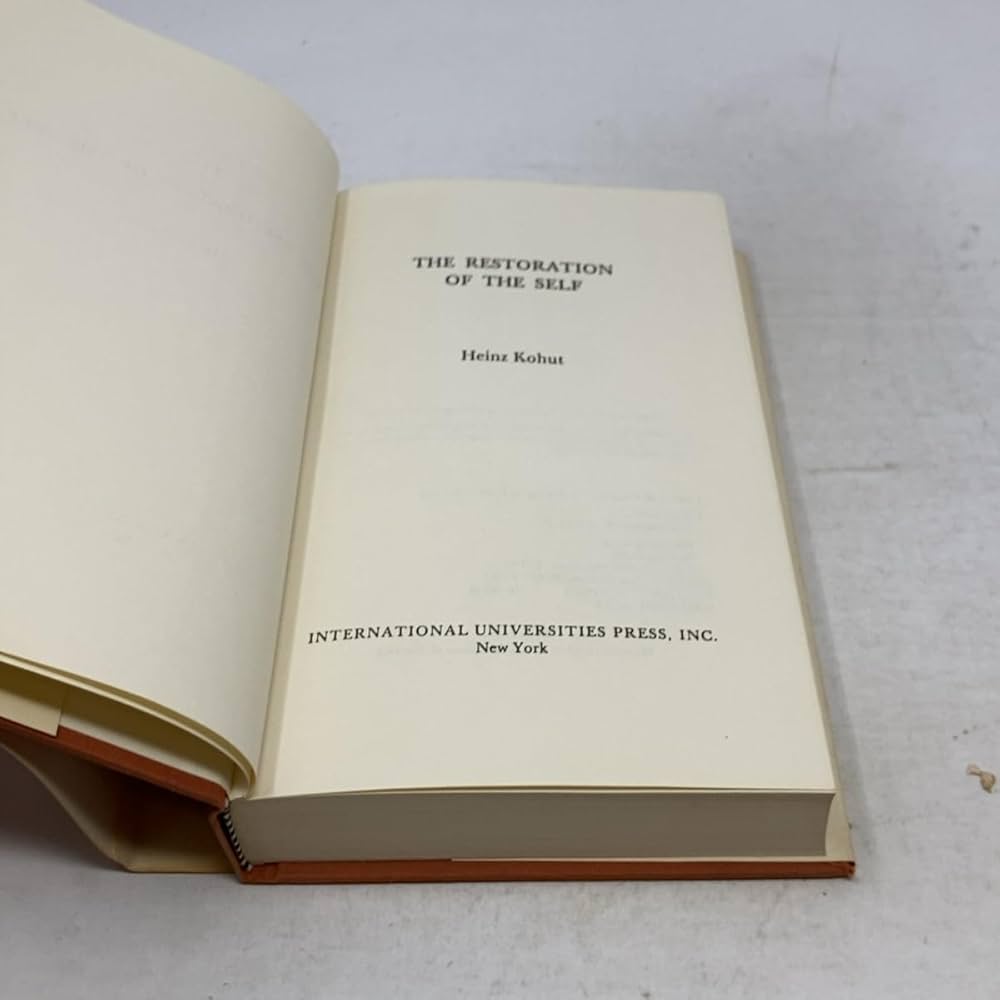 THE RESTORATION
OF THE SELF
Heinz Kohut
INTERNATIONAL UNIVERSITIES PRESS, INC.
New York